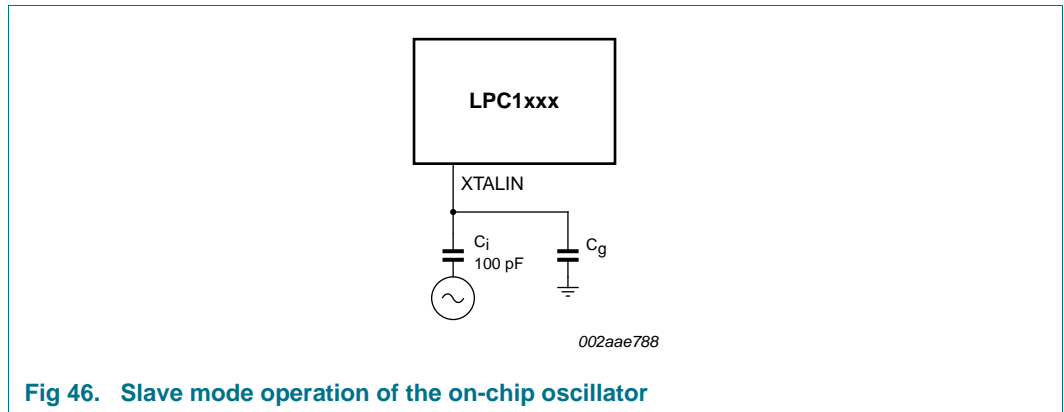 LPC1xxx
XTALIN
Ci
100 pF
Cg
002aae788
Fig 46. Slave mode operation of the on-chip oscillator